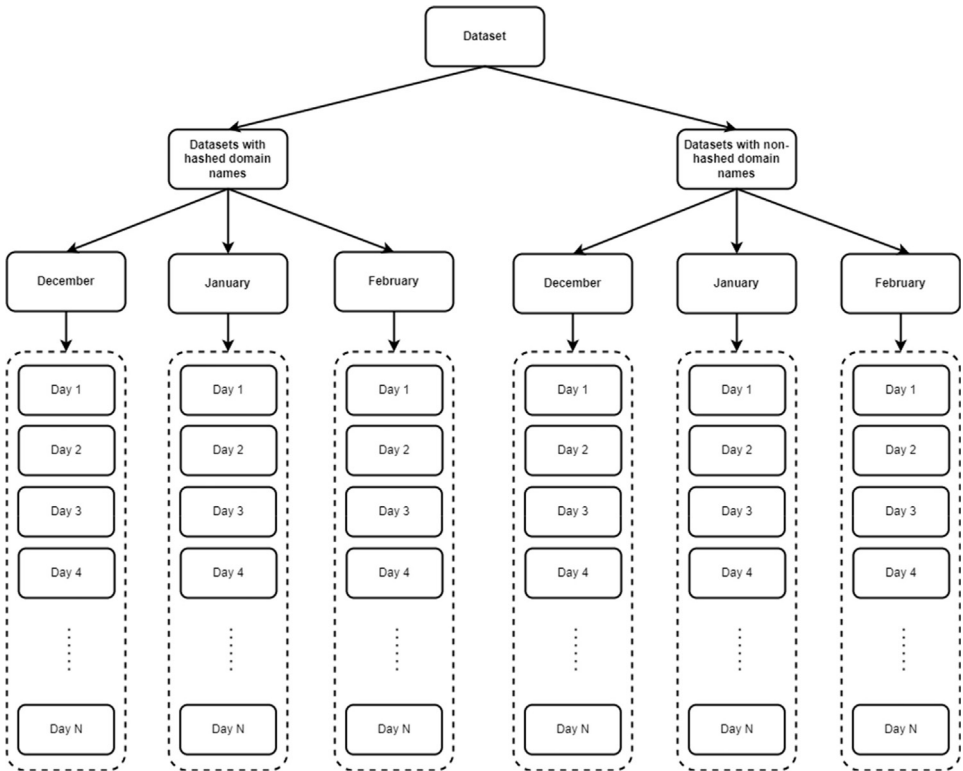 Dataset
Datasets with
hashed domain
names
Datasets with non-
hashed domain
names
December
January
February
December
January
February
Day 1
Day 1
Day 1
Day 1
Day 1
Day 1
Day 2
Day 2
Day 2
Day 2
Day 2
Day 2
Day 3
Day 3
Day 3
Day 3
Day 3
Day 3
Day 4
Day 4
Day 4
Day 4
Day 4
Day 4
Day N
Day N
Day N
Day N
Day N
Day N